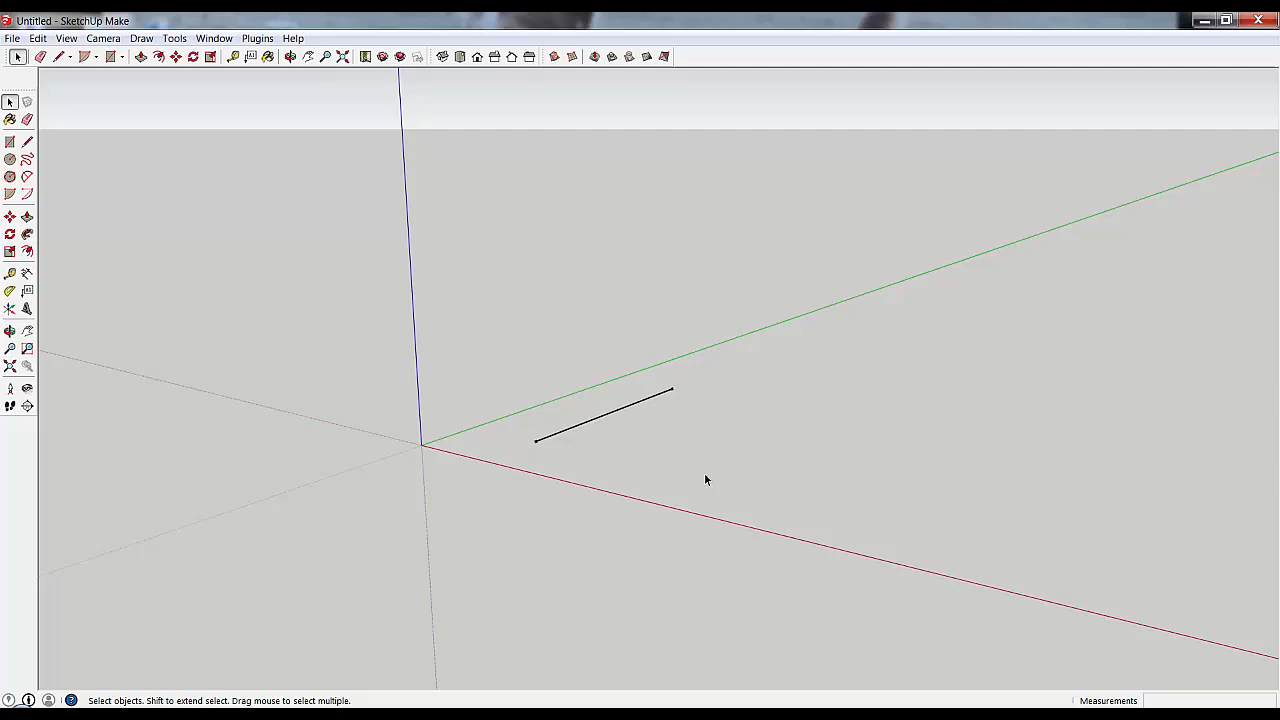 Untitled - SketchUp Make
File Edit View Camera Draw Tools Window Plugins Help
Select objects. Shift to extend select. Drag mouse to select multiple.
Measurements